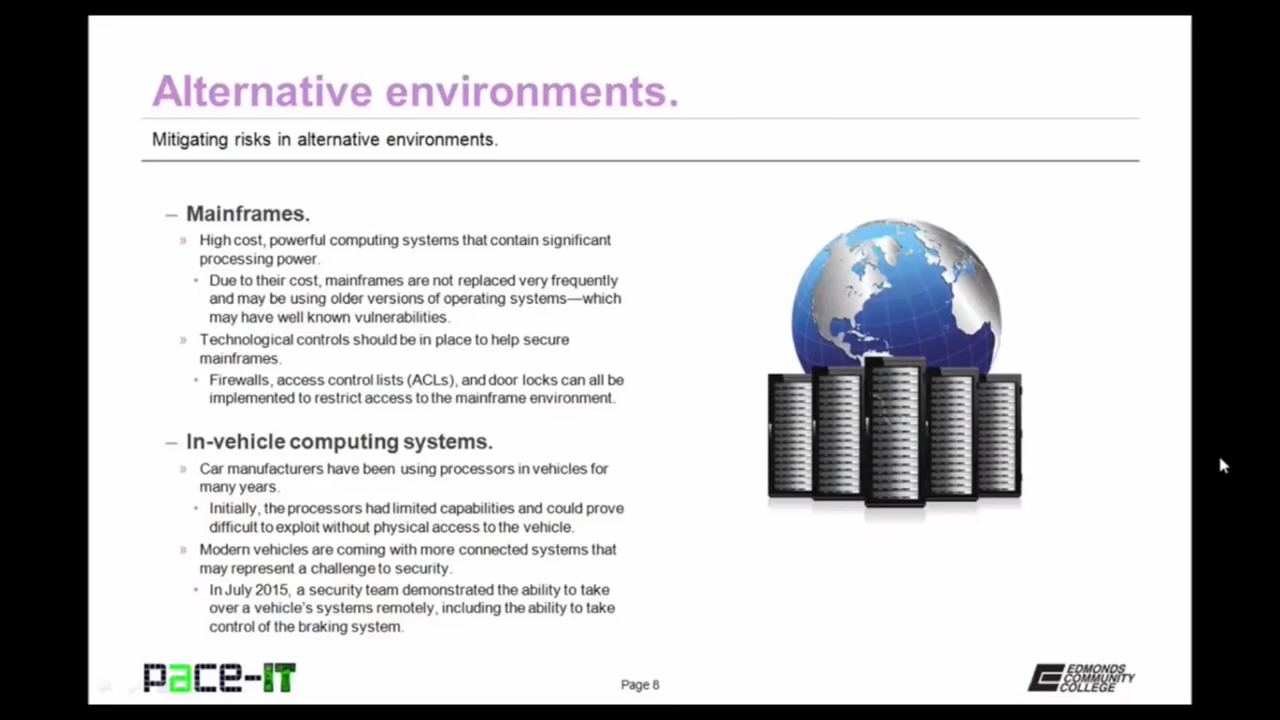 Alternative environments.
Mitigating risks in alternative environments.
– Mainframes.
» High cost, powerful computing systems that contain significant
processing power.
• Due to their cost, mainframes are not replaced very frequently
and may be using older versions of operating systems—which
may have well known vulnerabilities.
» Technological controls should be in place to help secure
mainframes.
• Firewalls, access control lists (ACLs), and door locks can all be
implemented to restrict access to the mainframe environment.
– In-vehicle computing systems.
» Car manufacturers have been using processors in vehicles for
many years.
• Initially, the processors had limited capabilities and could prove
difficult to exploit without physical access to the vehicle.
» Modern vehicles are coming with more connected systems that
may represent a challenge to security.
• In July 2015, a security team demonstrated the ability to take
over a vehicle's systems remotely, including the ability to take
control of the braking system.
pace-IT
Page 8
EDMONDS
COMMUNITY
COLLEGE